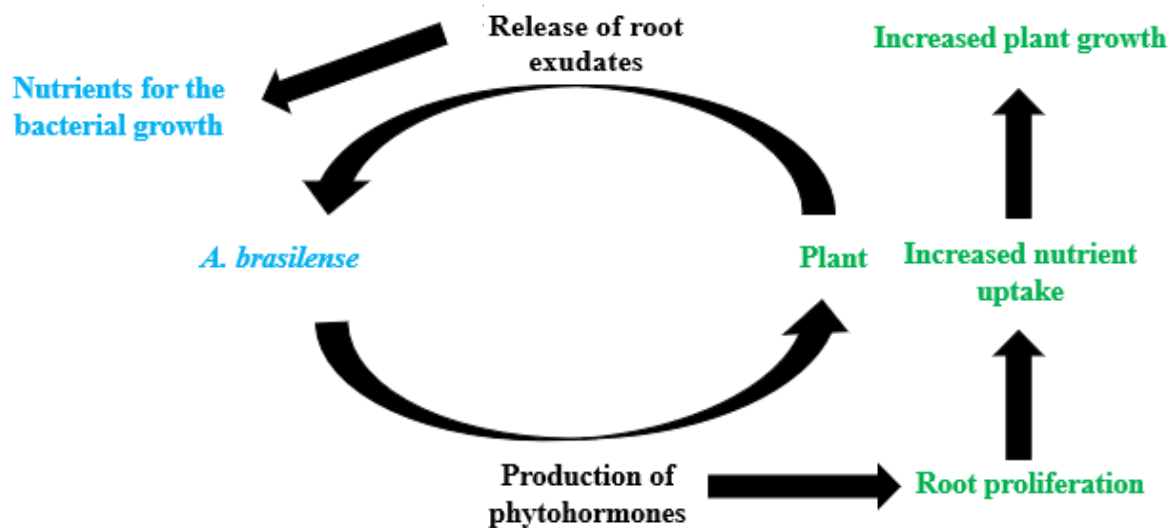 Release of root
exudates
Increased plant growth
Nutrients for the
bacterial growth
A. brasilense
Plant
Increased nutrient
uptake
Production of
phytohormones
Root proliferation